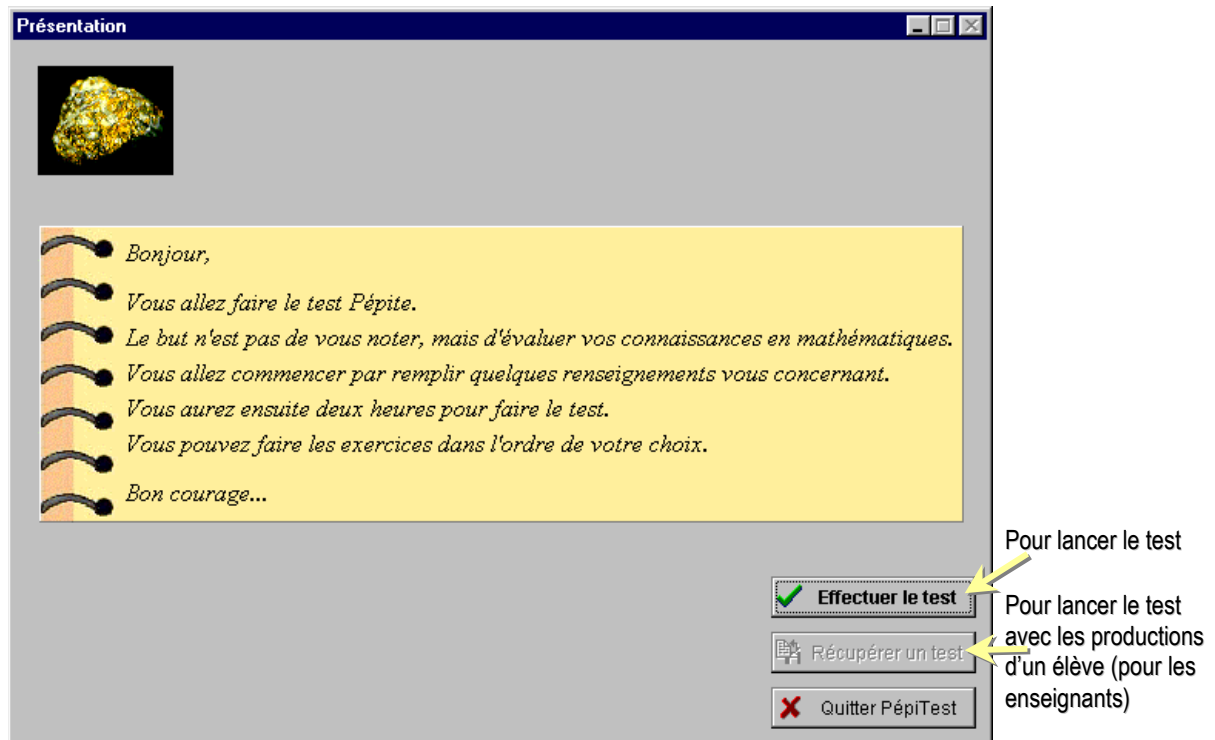 Présentation
Bonjour,
Vous allez faire le test Pépite.
Le but n'est pas de vous noter, mais d'évaluer vos connaissances en mathématiques.
Vous allez commencer par remplir quelques renseignements vous concernant.
Vous aurez ensuite deux heures pour faire le test.
Vous pouvez faire les exercices dans l'ordre de votre choix.
Bon courage...
Effectuer le test
Récupérer un test
Quitter PépiTest
Pour lancer le test
Pour lancer le test
avec les productions
d'un élève (pour les
enseignants)